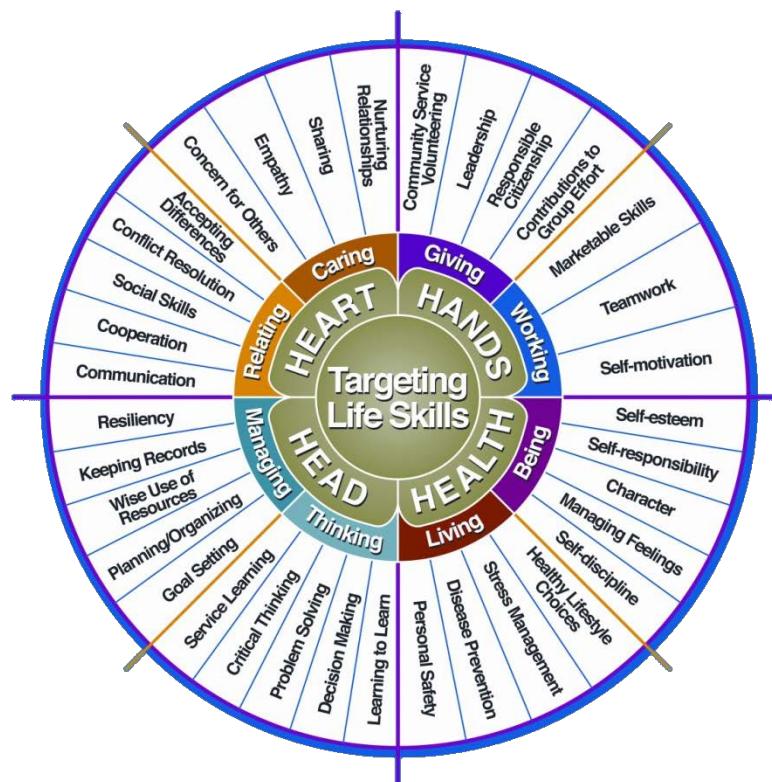 Targeting
Life Skills
HEART
HANDS
HEALTH
HEAD
Caring
Giving
Working
Being
Living
Thinking
Managing
Relating
Nurturing
Relationships
Sharing
Empathy
Concern for Others
Community Service
Volunteering
Leadership
Responsible
Citizenship
Contributions to
Group Effort
Marketable Skills
Teamwork
Self-motivation
Self-esteem
Self-responsibility
Character
Managing Feelings
Self-discipline
Healthy Lifestyle
Choices
Stress Management
Disease Prevention
Personal Safety
Learning to Learn
Decision Making
Problem Solving
Critical Thinking
Service Learning
Goal Setting
Planning/Organizing
Wise Use of
Resources
Keeping Records
Resiliency
Communication
Cooperation
Social Skills
Conflict Resolution
Accepting
Differences